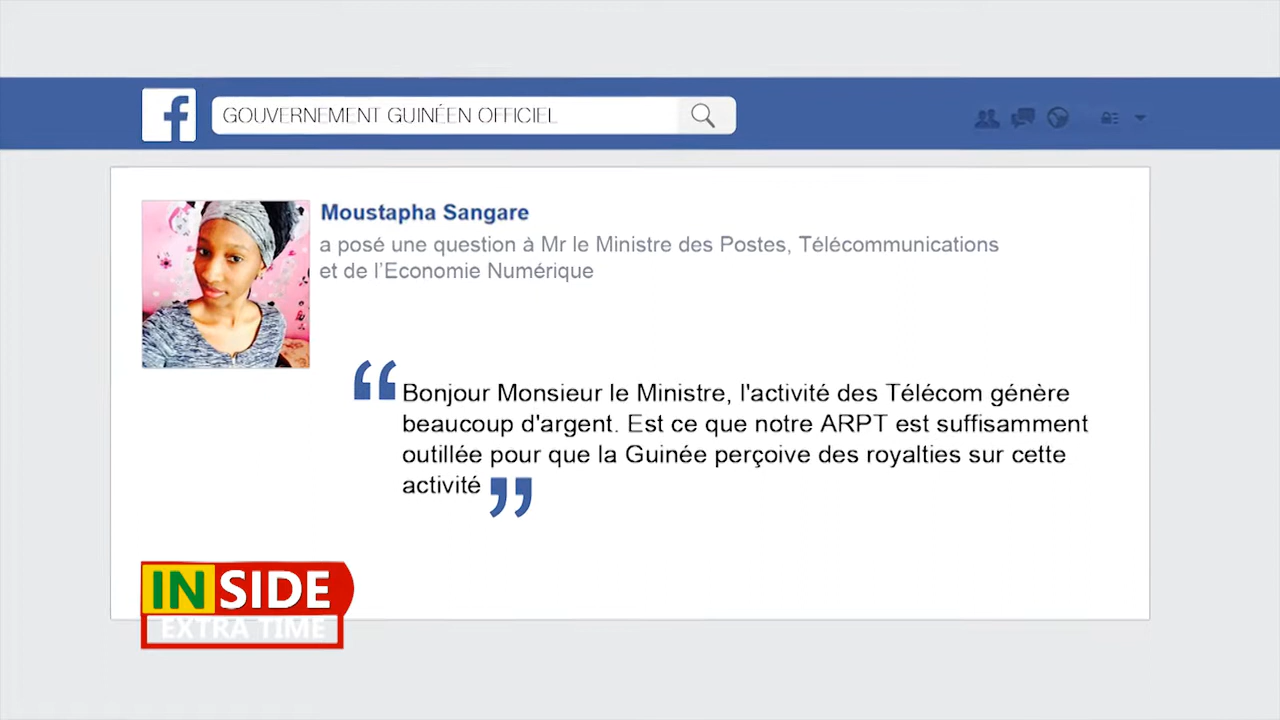 f
GOUVERNEMENT GUINÉEN OFFICIEL
Moustapha Sangare
a posé une question à Mr le Ministre des Postes, Télécommunications
et de l’Economie Numérique
“Bonjour Monsieur le Ministre, l'activité des Télécom génère
beaucoup d'argent. Est ce que notre ARPT est suffisamment
outillée pour que la Guinée perçoive des royalties sur cette
activité”
INSIDE
EXTRA TIME